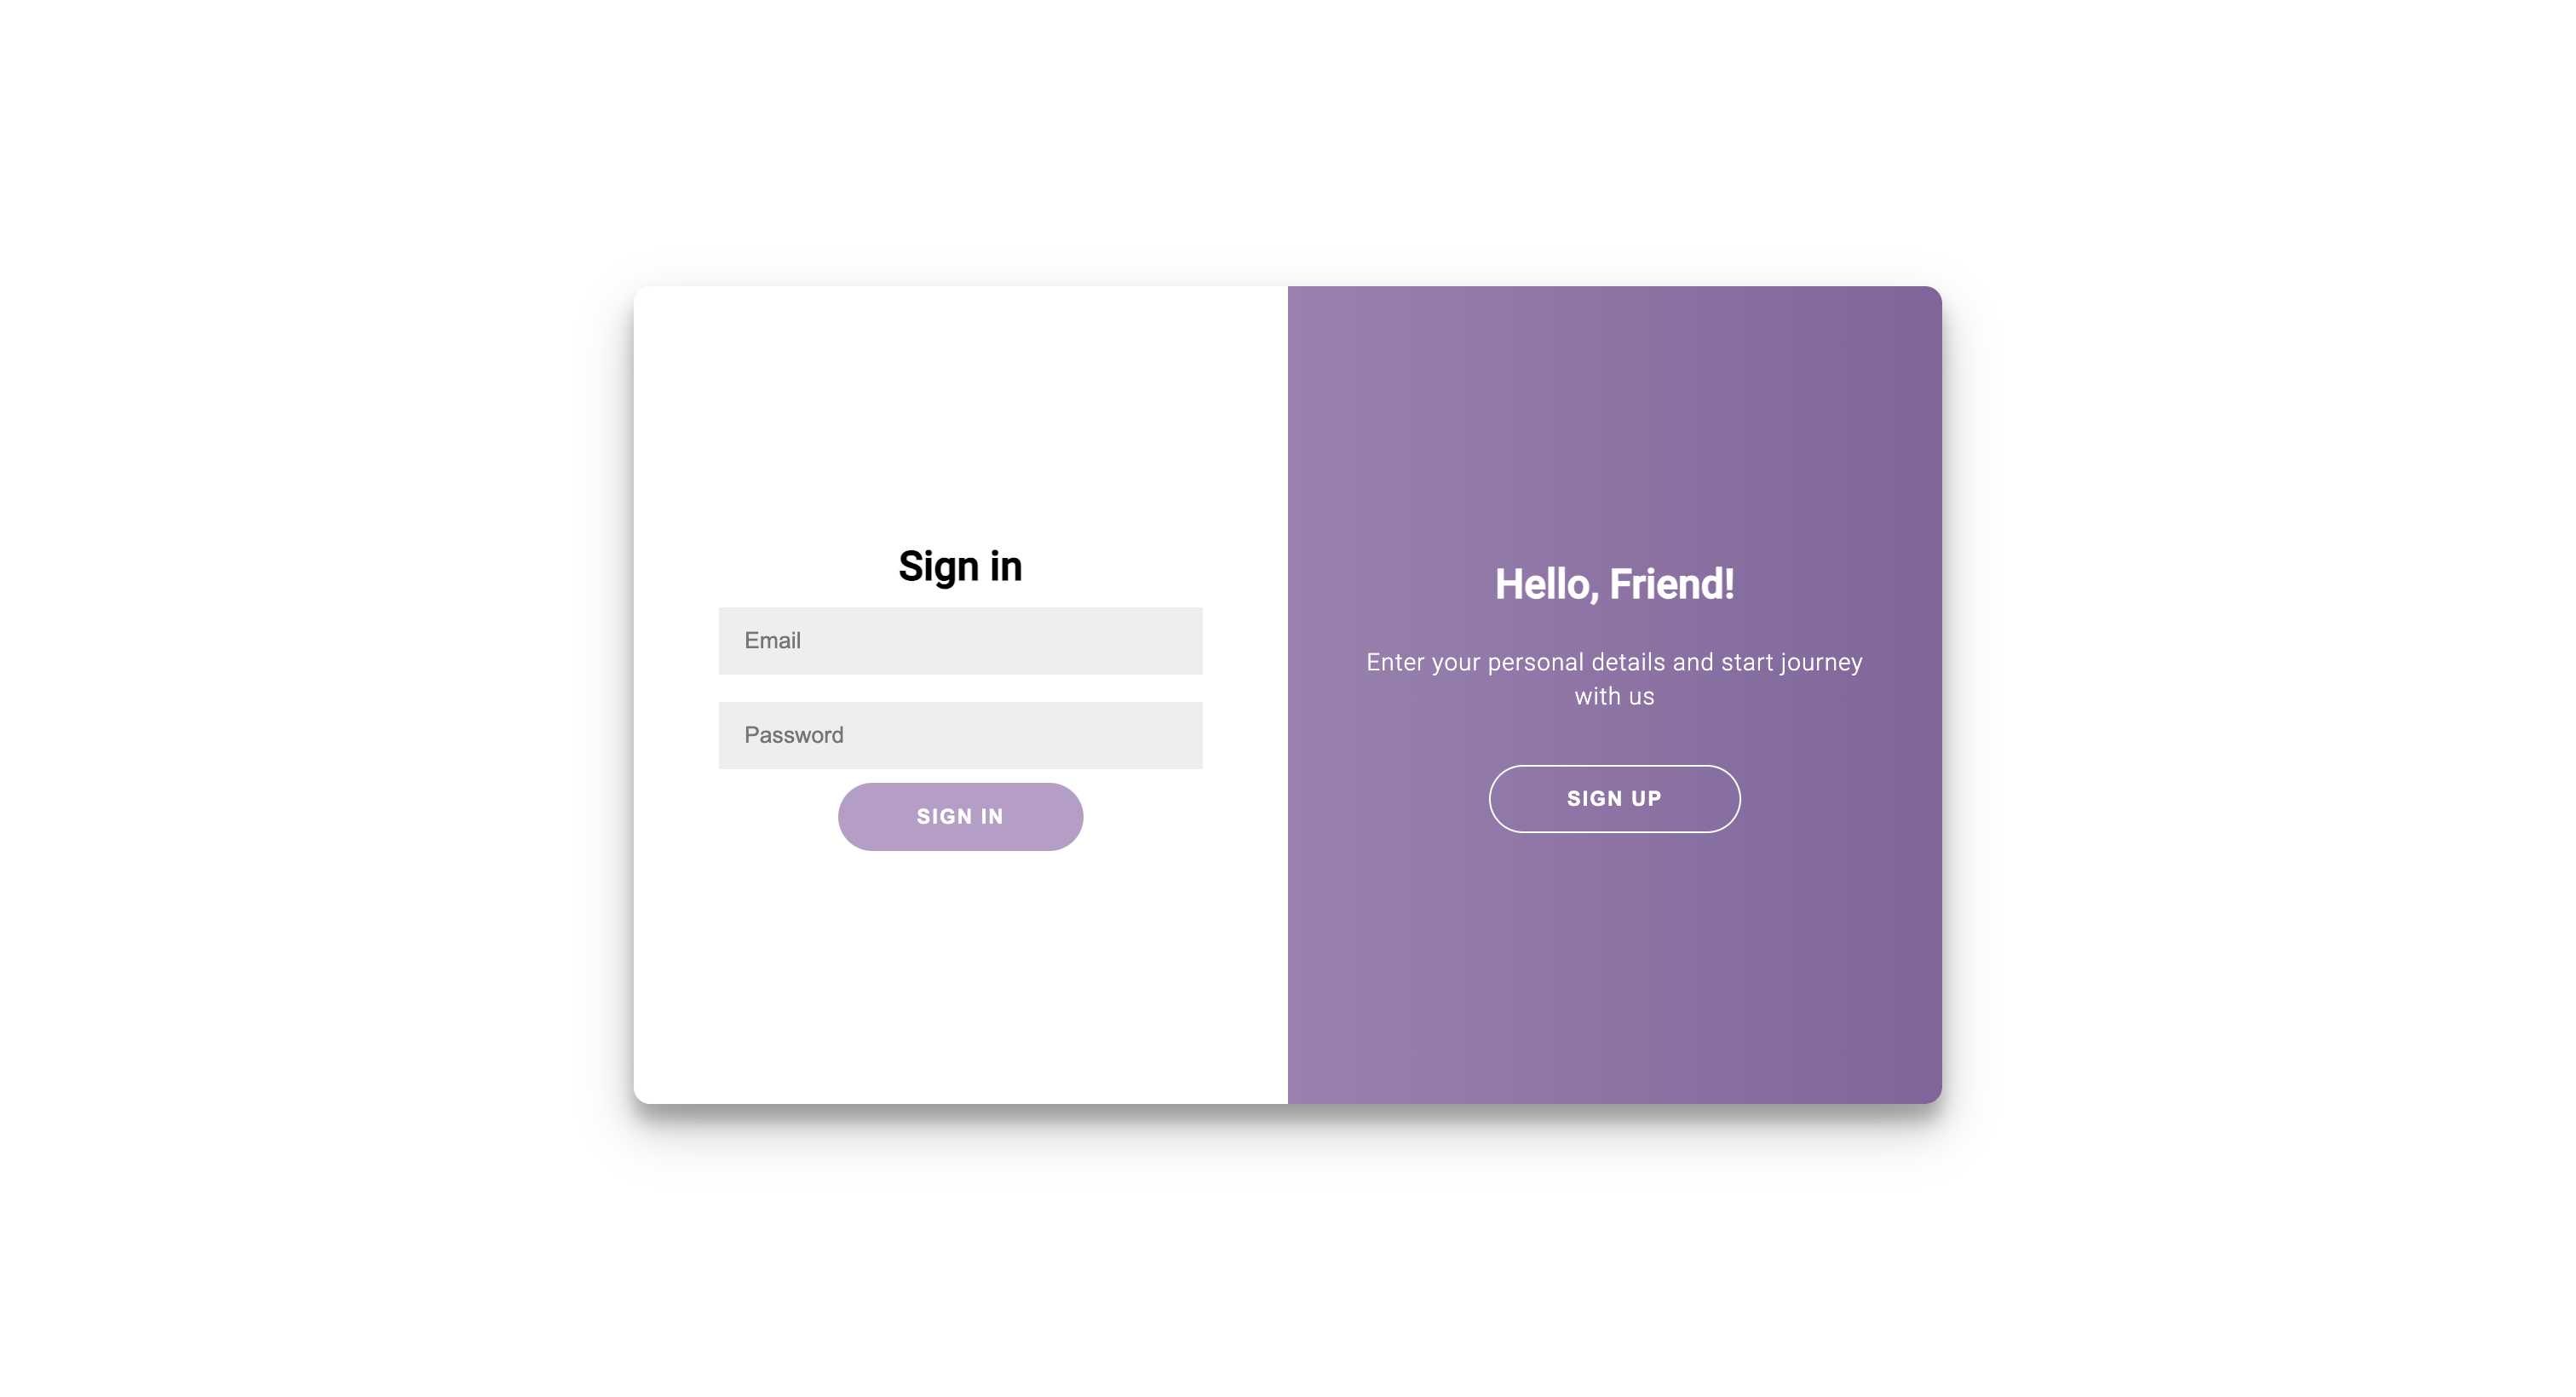 Sign in
Email
Password
SIGN IN
Hello, Friend!
Enter your personal details and start journey
with us
SIGN UP